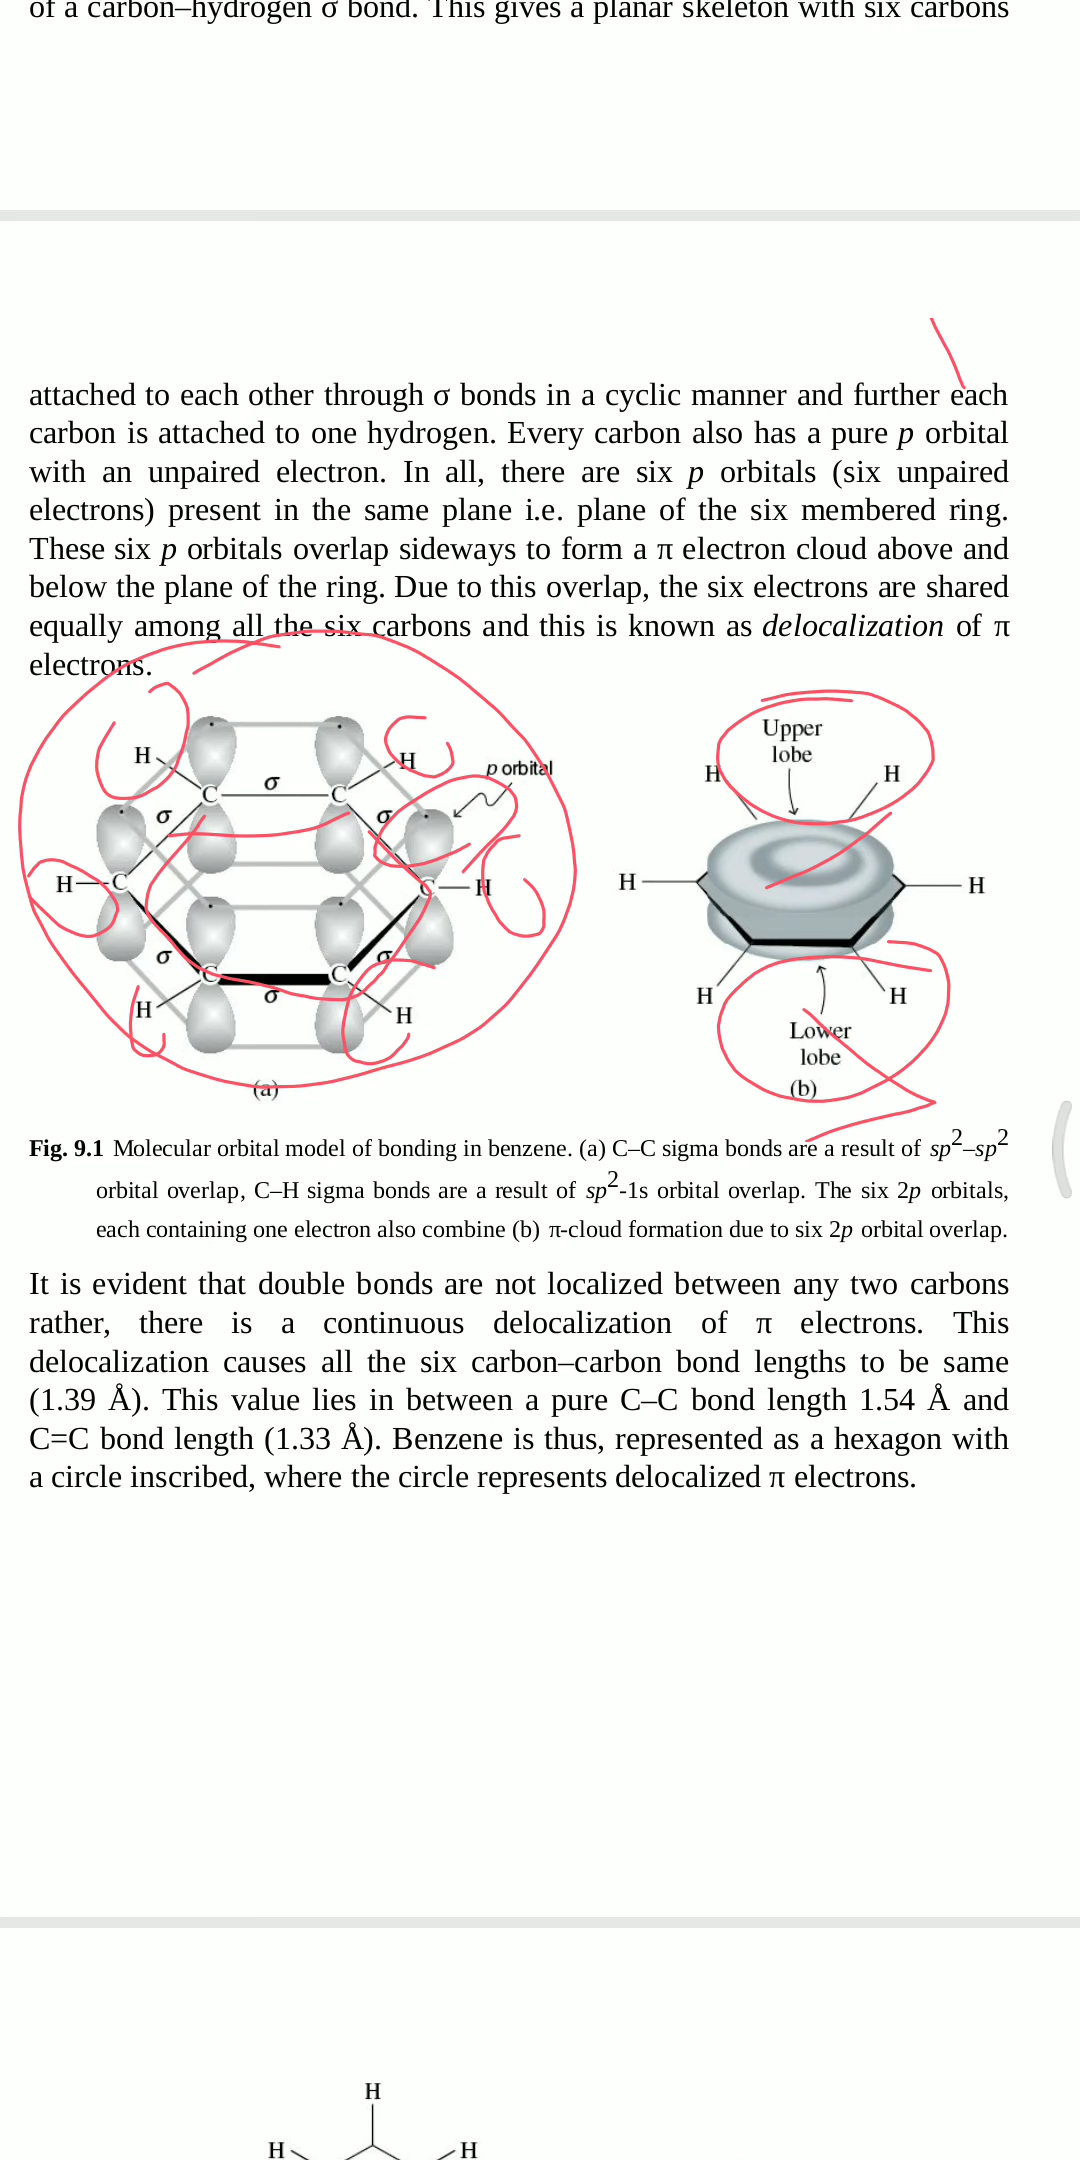 of a carbon–hydrogen σ bond. This gives a planar skeleton with six carbons
attached to each other through σ bonds in a cyclic manner and further each
carbon is attached to one hydrogen. Every carbon also has a pure p orbital
with an unpaired electron. In all, there are six p orbitals (six unpaired
electrons) present in the same plane i.e. plane of the six membered ring.
These six p orbitals overlap sideways to form a π electron cloud above and
below the plane of the ring. Due to this overlap, the six electrons are shared
equally among all the six carbons and this is known as delocalization of π
electrons.
H
H
p orbital
C
σ
C
σ
σ
H
C
C
H
σ
σ
C
σ
C
H
H
(a)
Upper
lobe
H
H
H
H
H
H
Lower
lobe
(b)
Fig. 9.1 Molecular orbital model of bonding in benzene. (a) C–C sigma bonds are a result of sp²–sp²
orbital overlap, C–H sigma bonds are a result of sp²-1s orbital overlap. The six 2p orbitals,
each containing one electron also combine (b) π-cloud formation due to six 2p orbital overlap.
It is evident that double bonds are not localized between any two carbons
rather, there is a continuous delocalization of π electrons. This
delocalization causes all the six carbon–carbon bond lengths to be same
(1.39 Å). This value lies in between a pure C–C bond length 1.54 Å and
C=C bond length (1.33 Å). Benzene is thus, represented as a hexagon with
a circle inscribed, where the circle represents delocalized π electrons.
H
H
H